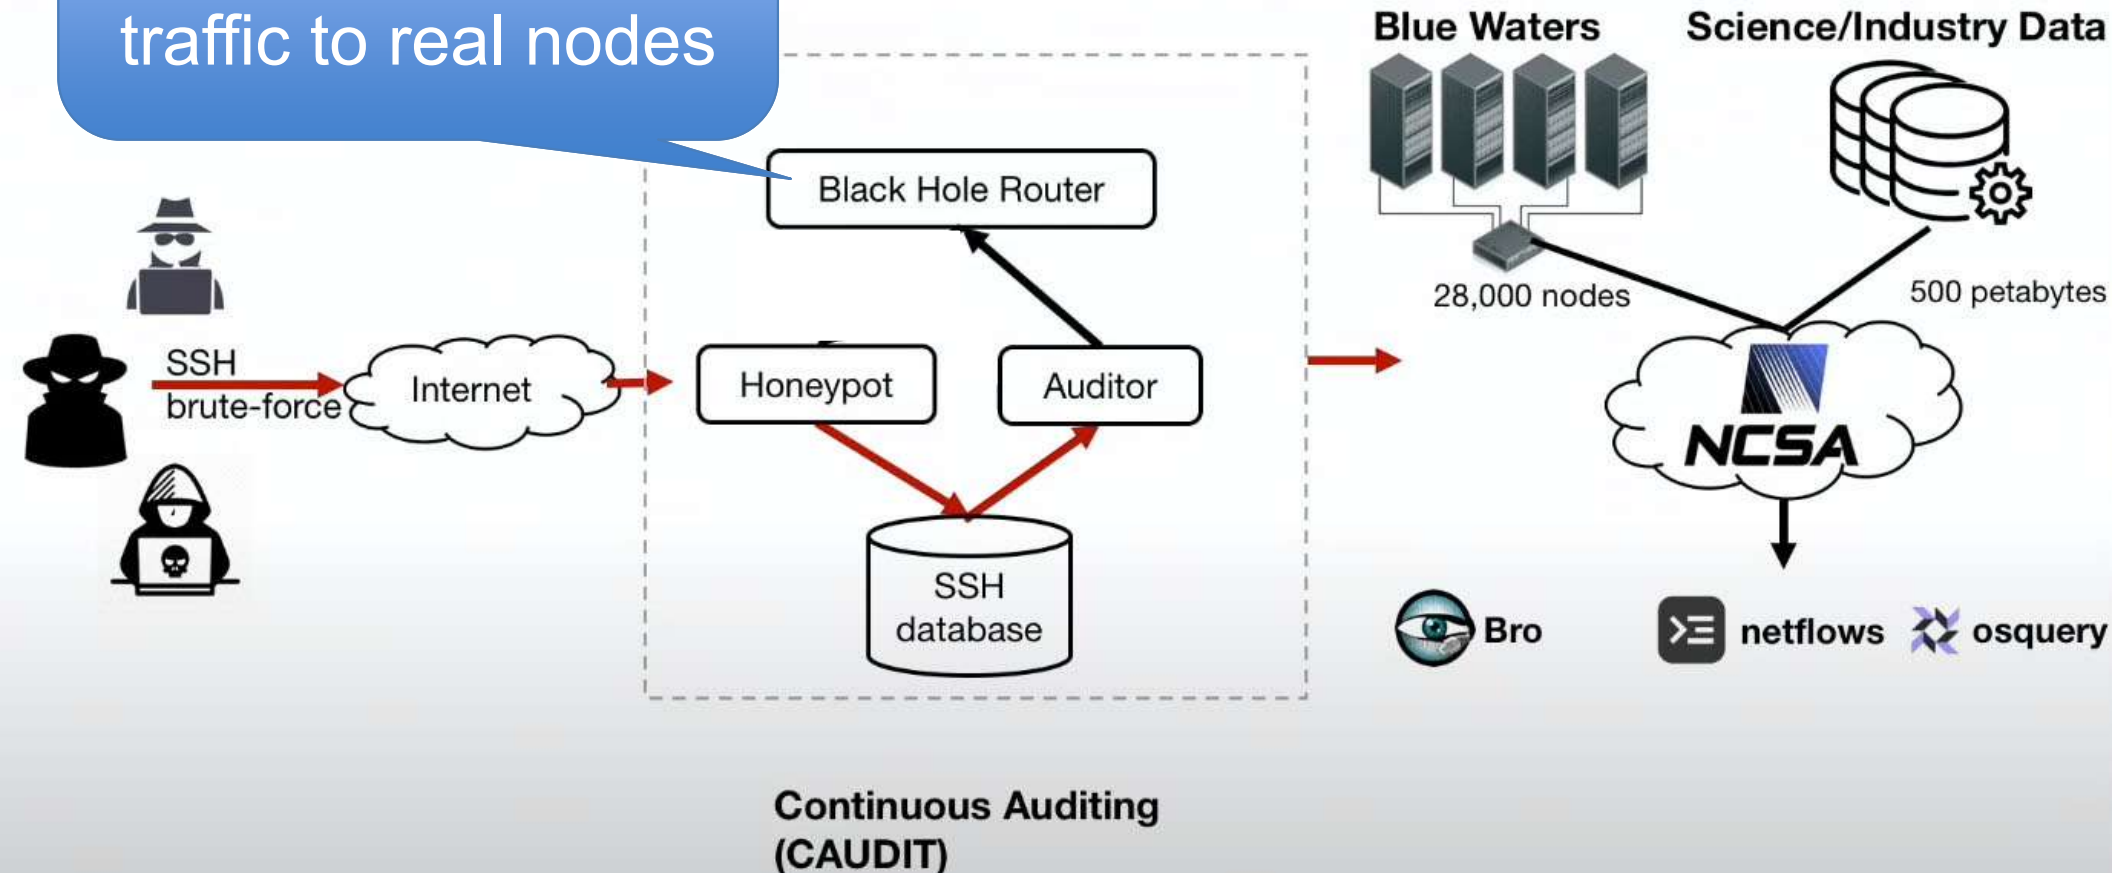 traffic to real nodes
Blue Waters
Science/Industry Data
Black Hole Router
28,000 nodes
500 petabytes
SSH
brute-force
Internet
Honeypot
Auditor
NCSA
SSH
database
Bro
netflows
osquery
Continuous Auditing
(CAUDIT)